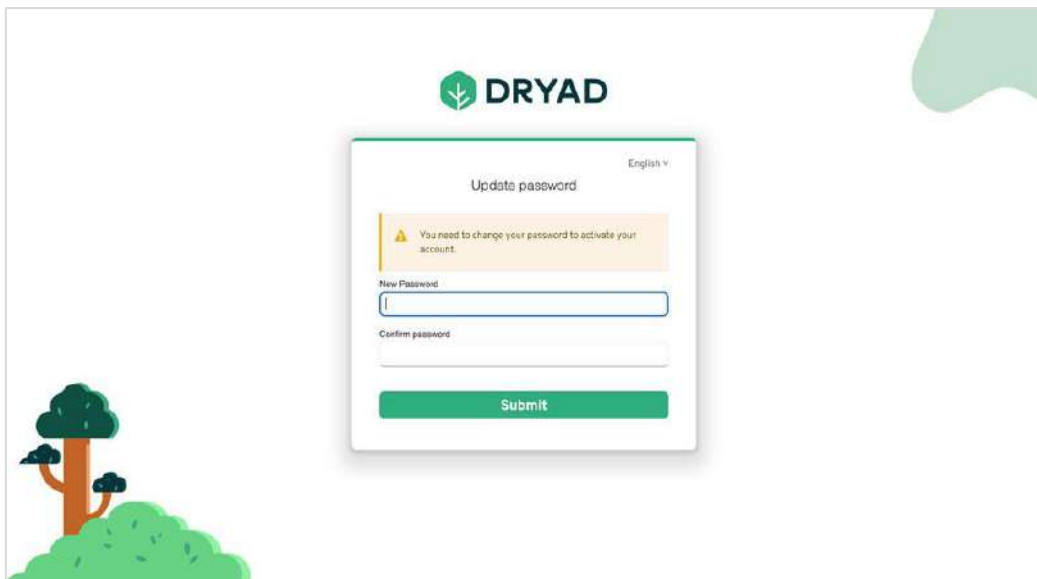 DRYAD
English
Update password
You need to change your password to activate your
account.
New Password
Confirm password
Submit